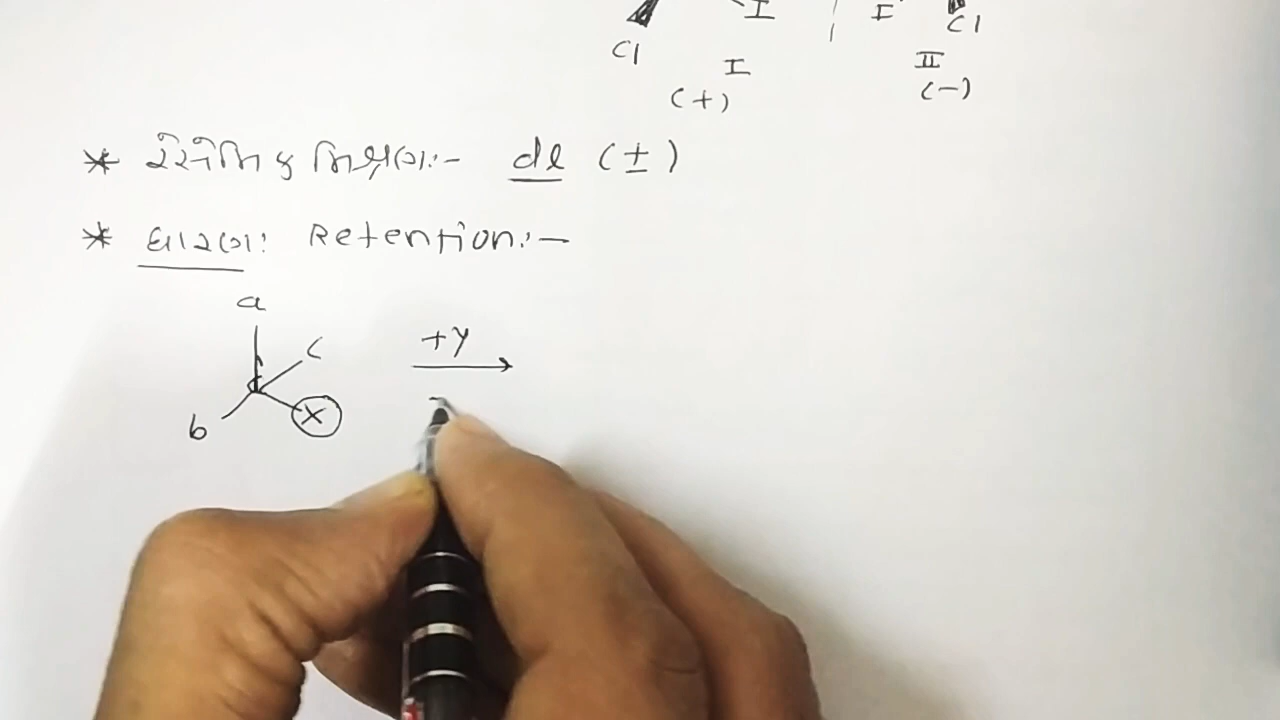 I Cl
Cl I II
(+) (-)
* રેસેમિક મિશ્રણ:- dl (±)
* ધારણ: Retention:-
a
c +Y
b X